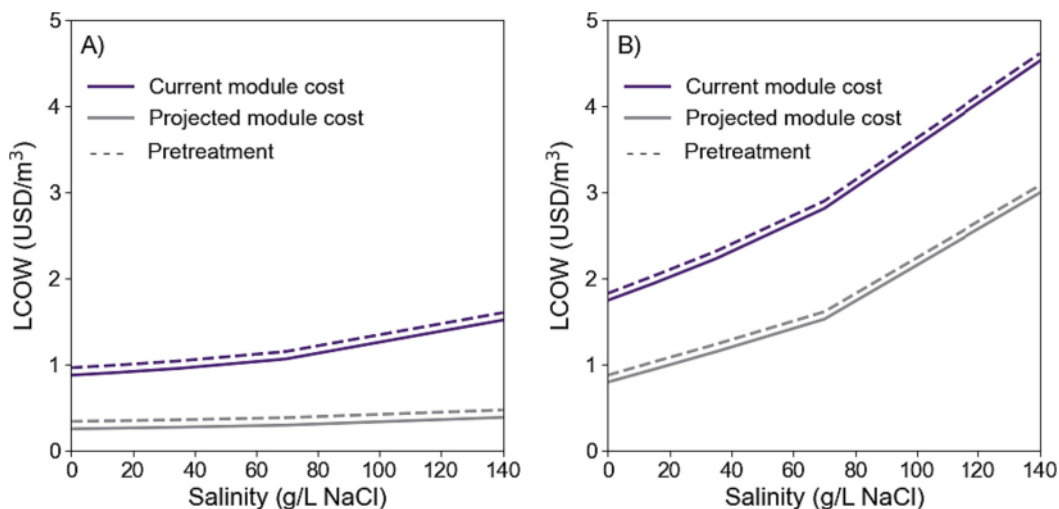 A)
Current module cost
Projected module cost
Pretreatment
LCOW (USD/m³)
5
4
3
2
1
0
0 20 40 60 80 100 120 140
Salinity (g/L NaCl)
B)
Current module cost
Projected module cost
Pretreatment
LCOW (USD/m³)
5
4
3
2
1
0
0 20 40 60 80 100 120 140
Salinity (g/L NaCl)